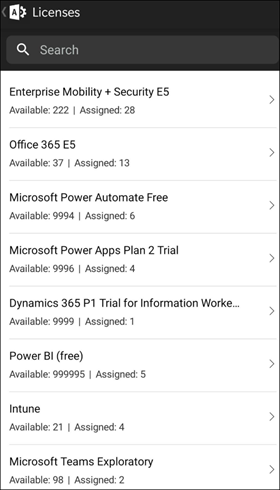 Licenses
Search
Enterprise Mobility + Security E5
Available: 222 | Assigned: 28
Office 365 E5
Available: 37 | Assigned: 13
Microsoft Power Automate Free
Available: 9994 | Assigned: 6
Microsoft Power Apps Plan 2 Trial
Available: 9996 | Assigned: 4
Dynamics 365 P1 Trial for Information Worke...
Available: 9999 | Assigned: 1
Power BI (free)
Available: 999995 | Assigned: 5
Intune
Available: 21 | Assigned: 4
Microsoft Teams Exploratory
Available: 98 | Assigned: 2